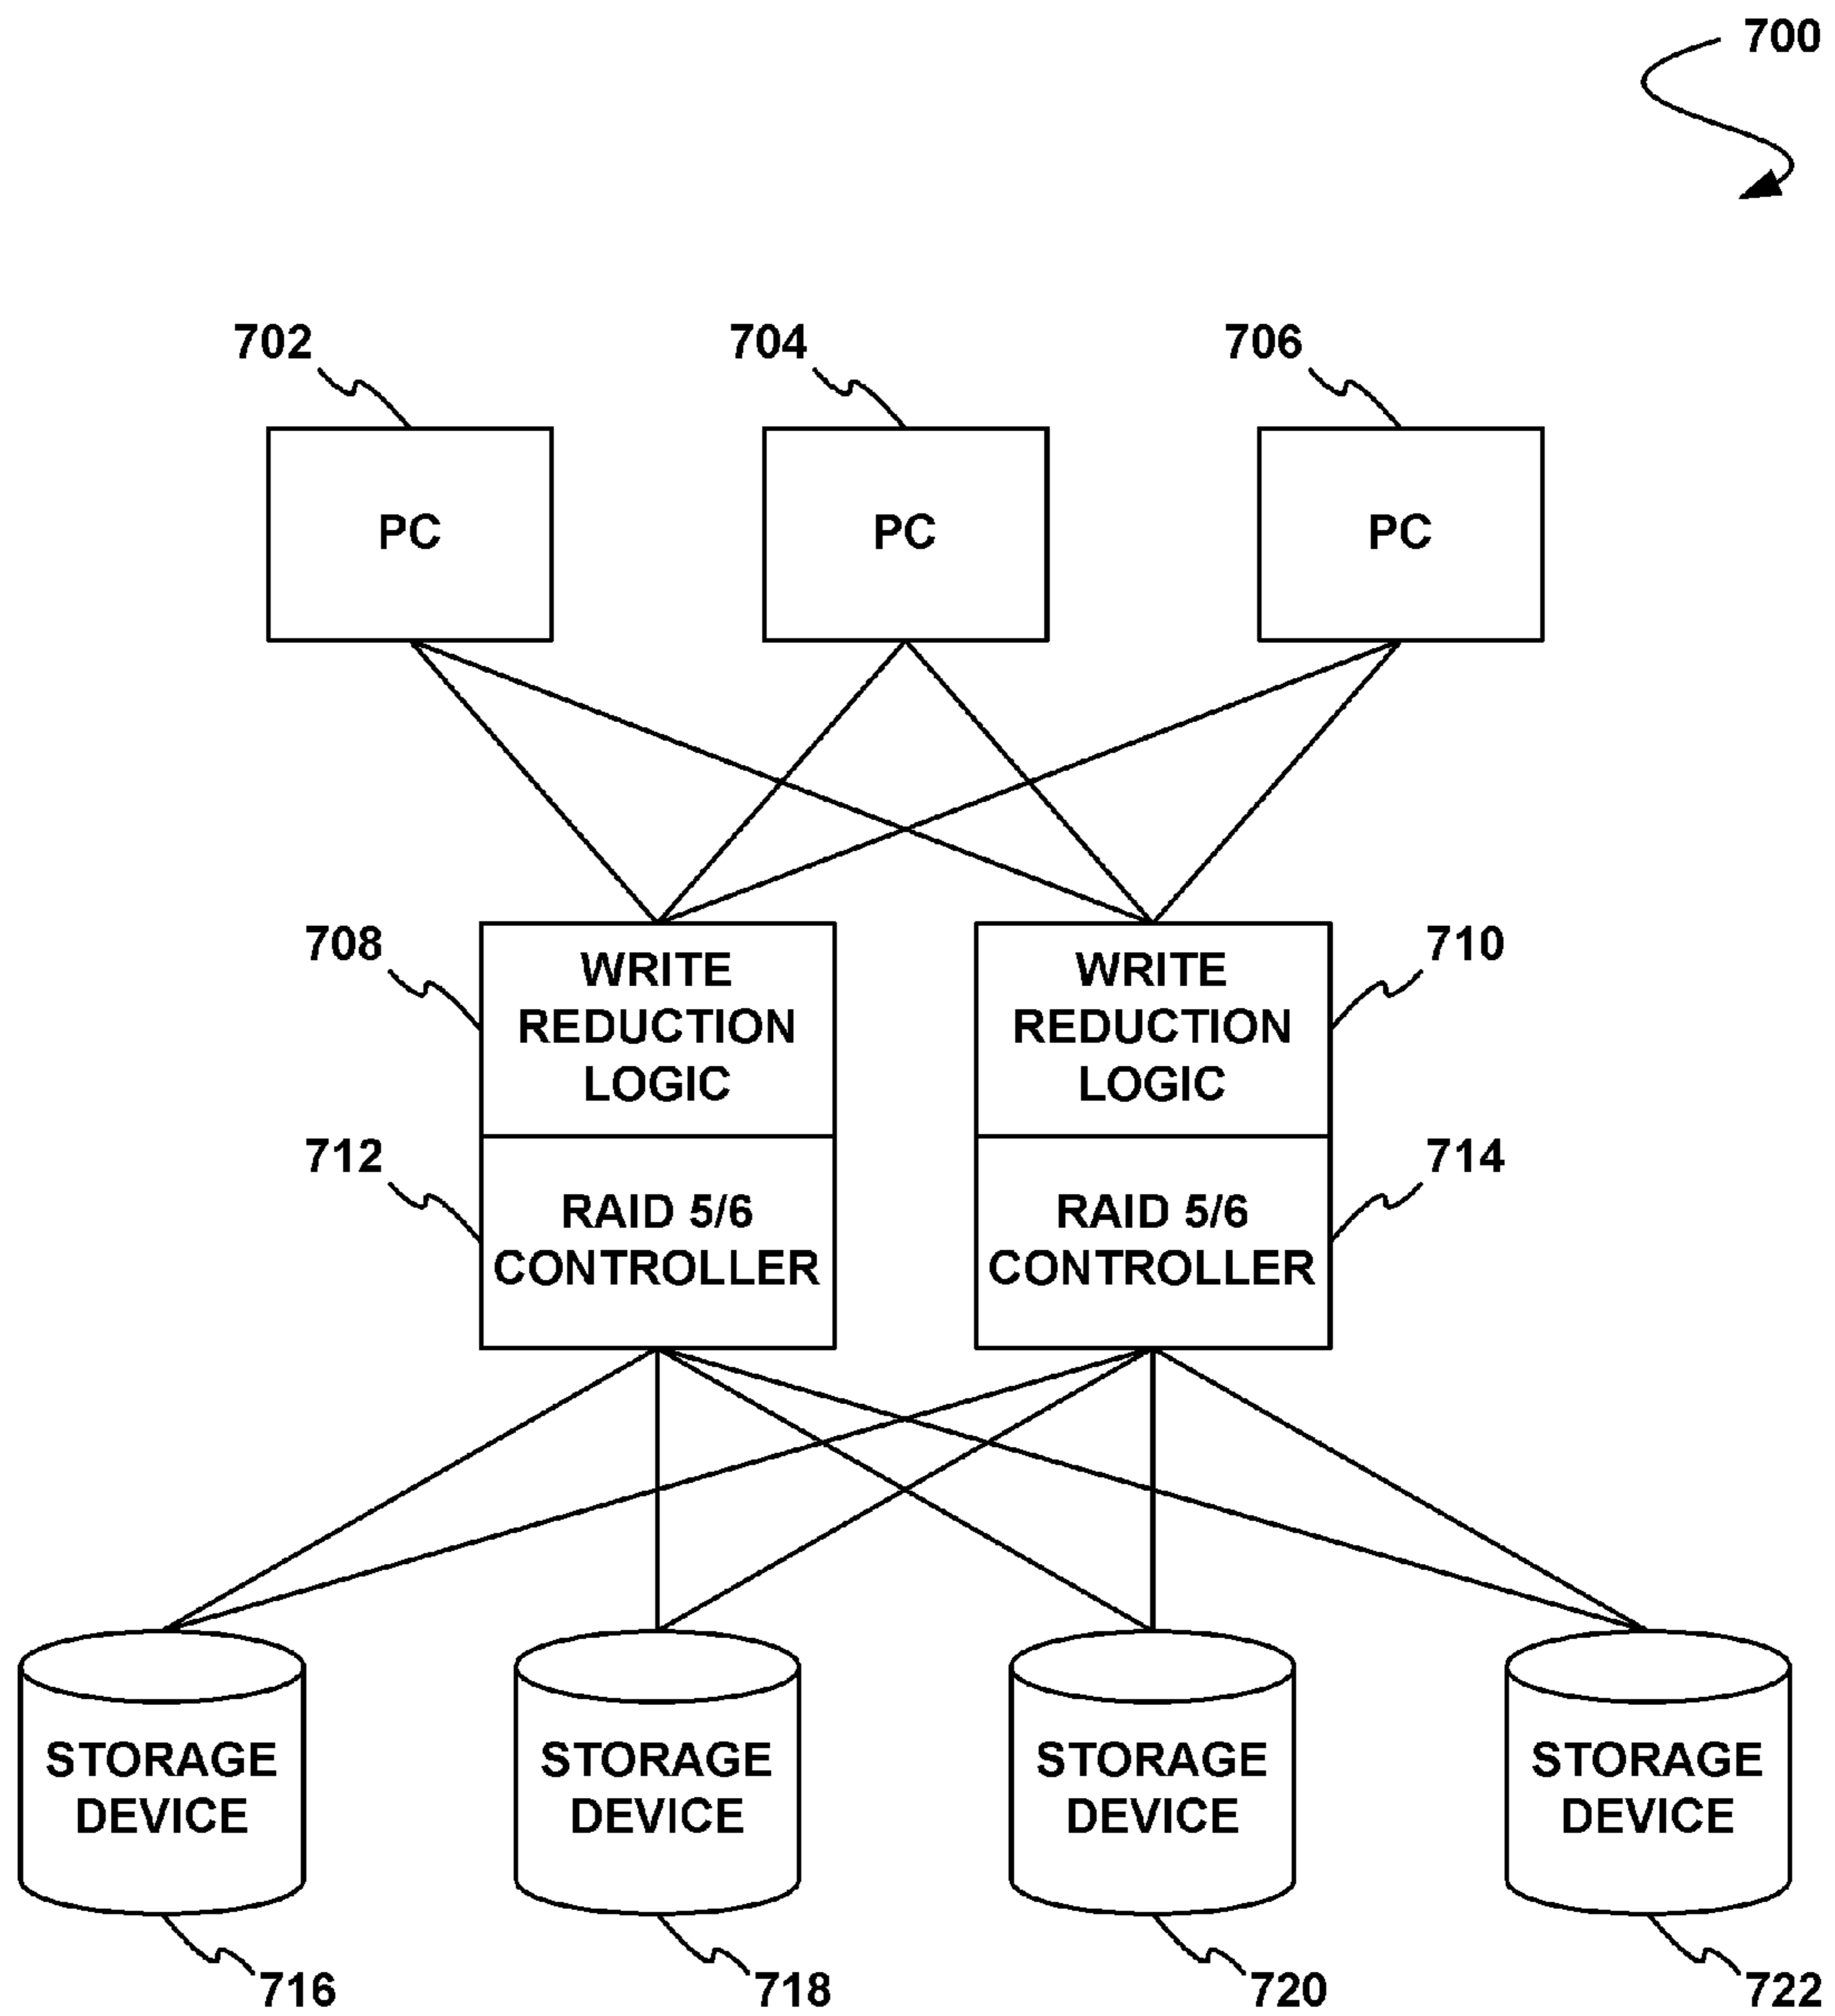 700
702
704
706
PC
PC
PC
708
WRITE
REDUCTION
LOGIC
WRITE
REDUCTION
LOGIC
710
712
RAID 5/6
CONTROLLER
RAID 5/6
CONTROLLER
714
STORAGE
DEVICE
STORAGE
DEVICE
STORAGE
DEVICE
STORAGE
DEVICE
716
718
720
722